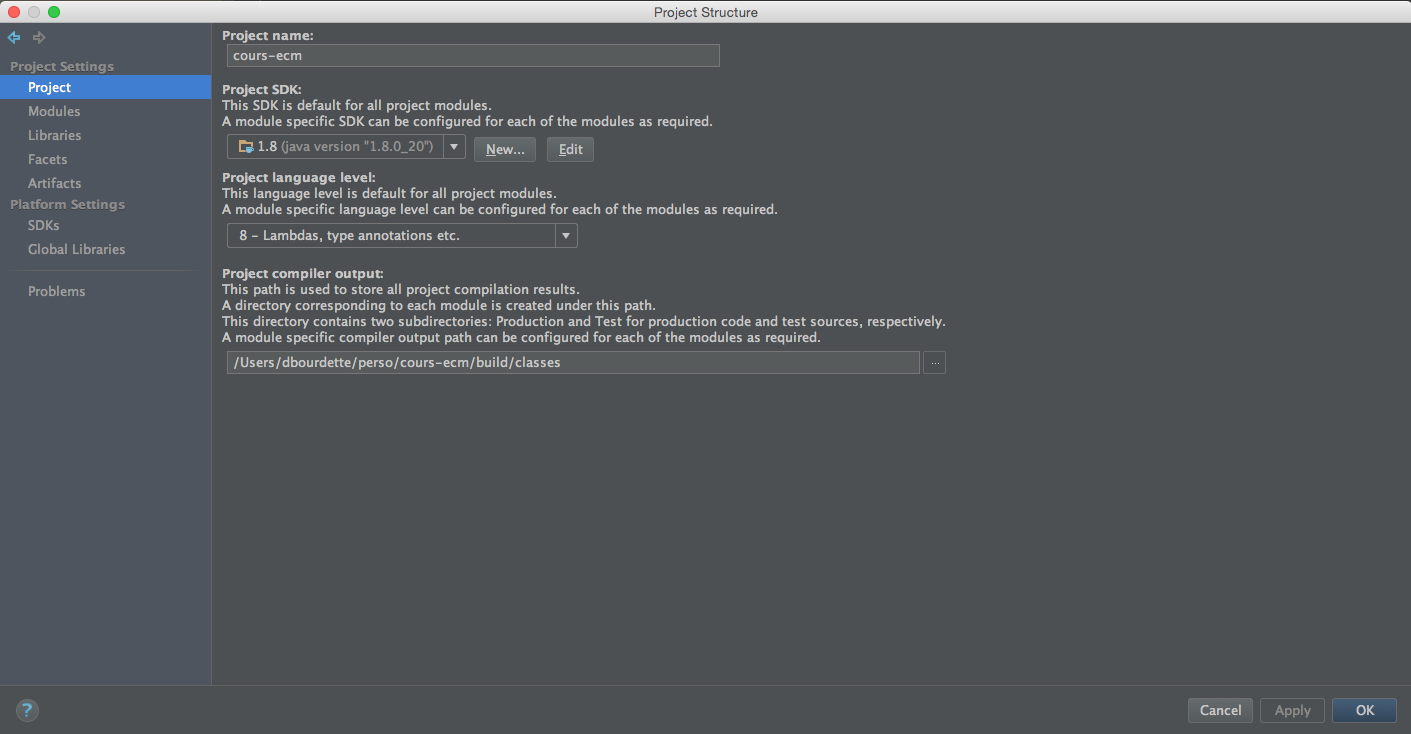 Project Structure
Project Settings
Project
Modules
Libraries
Facets
Artifacts
Platform Settings
SDKs
Global Libraries
Problems
Project name:
cours-ecm
Project SDK:
This SDK is default for all project modules.
A module specific SDK can be configured for each of the modules as required.
1.8 (java version "1.8.0_20")
New...
Edit
Project language level:
This language level is default for all project modules.
A module specific language level can be configured for each of the modules as required.
8 – Lambdas, type annotations etc.
Project compiler output:
This path is used to store all project compilation results.
A directory corresponding to each module is created under this path.
This directory contains two subdirectories: Production and Test for production code and test sources, respectively.
A module specific compiler output path can be configured for each of the modules as required.
/Users/dbourdette/perso/cours-ecm/build/classes
...
?
Cancel
Apply
OK